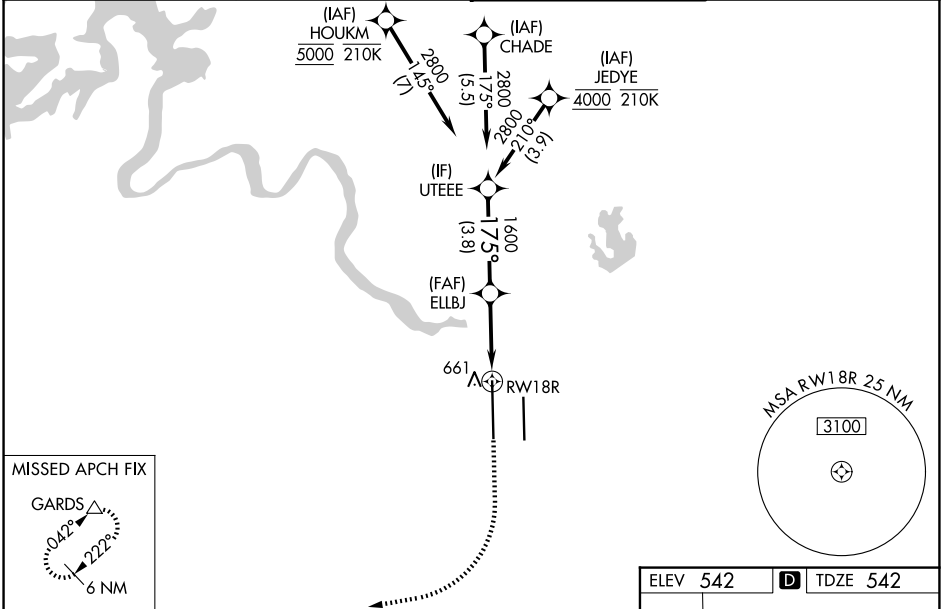 (IAF)
HOUKM
5000 210K
2800
145°
(7)
(IAF)
CHADE
2800
175°
(5.5)
(IAF)
JEDYE
4000 210K
2800
210°
(3.9)
(IF)
UTEEE
1600
175°
(3.8)
(FAF)
ELLBJ
661
RW18R
MSA RW18R 25 NM
3100
MISSED APCH FIX
GARDS
042°
222°
6 NM
ELEV 542 D TDZE 542